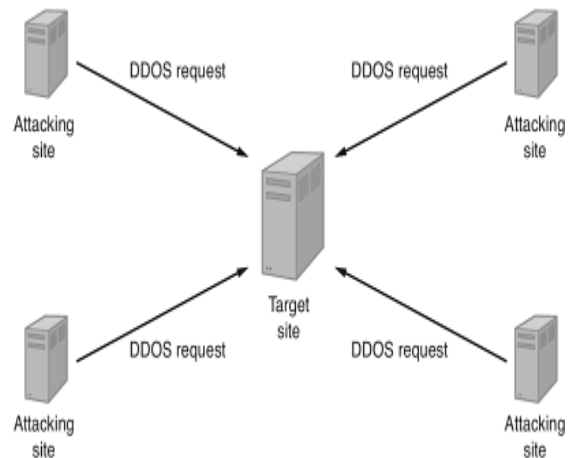 DDOS request
DDOS request
Attacking
site
Attacking
site
Target
site
DDOS request
DDOS request
Attacking
site
Attacking
site